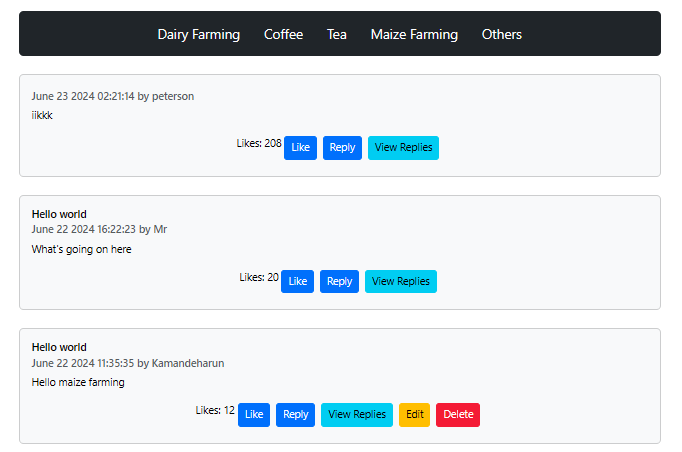 Dairy Farming Coffee Tea Maize Farming Others
June 23 2024 02:21:14 by peterson
iikkk
Likes: 208 Like Reply View Replies
Hello world
June 22 2024 16:22:23 by Mr
What's going on here
Likes: 20 Like Reply View Replies
Hello world
June 22 2024 11:35:35 by Kamandeharun
Hello maize farming
Likes: 12 Like Reply View Replies Edit Delete